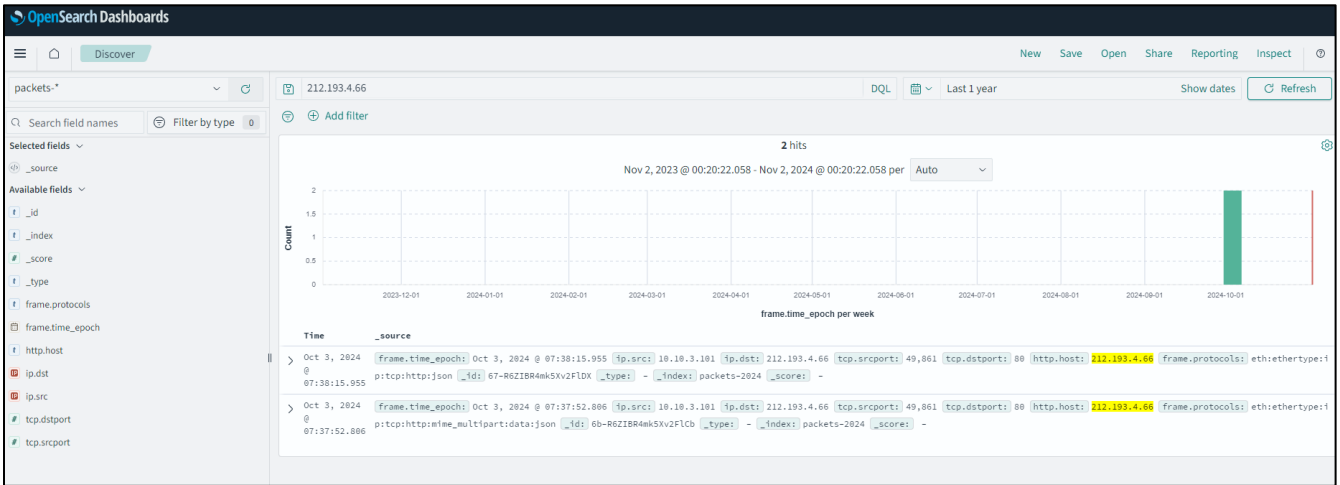 OpenSearch Dashboards
Discover
New Save Open Share Reporting Inspect
packets-*
212.193.4.66
DQL
Last 1 year
Show dates
Refresh
Search field names
Filter by type 0
Add filter
Selected fields
_source
Available fields
t _id
t _index
# _score
t _type
t frame.protocols
frame.time_epoch
t http.host
IP ip.dst
IP ip.src
# tcp.dstport
# tcp.srcport
2 hits
Nov 2, 2023 @ 00:20:22.058 - Nov 2, 2024 @ 00:20:22.058 per Auto
Count
2
1.5
1
0.5
0
2023-12-01 2024-01-01 2024-02-01 2024-03-01 2024-04-01 2024-05-01 2024-06-01 2024-07-01 2024-08-01 2024-09-01 2024-10-01
frame.time_epoch per week
Time _source
Oct 3, 2024 @ 07:38:15.955
frame.time_epoch: Oct 3, 2024 @ 07:38:15.955 ip.src: 10.10.3.101 ip.dst: 212.193.4.66 tcp.srcport: 49,861 tcp.dstport: 80 http.host: 212.193.4.66 frame.protocols: eth:ethertype:i
p:tcp:http:json _id: 67-R6ZIBR4mk5Xv2FlDX _type: - _index: packets-2024 _score: -
Oct 3, 2024 @ 07:37:52.806
frame.time_epoch: Oct 3, 2024 @ 07:37:52.806 ip.src: 10.10.3.101 ip.dst: 212.193.4.66 tcp.srcport: 49,861 tcp.dstport: 80 http.host: 212.193.4.66 frame.protocols: eth:ethertype:i
p:tcp:http:mime_multipart:data:json _id: 6b-R6ZIBR4mk5Xv2FlCb _type: - _index: packets-2024 _score: -